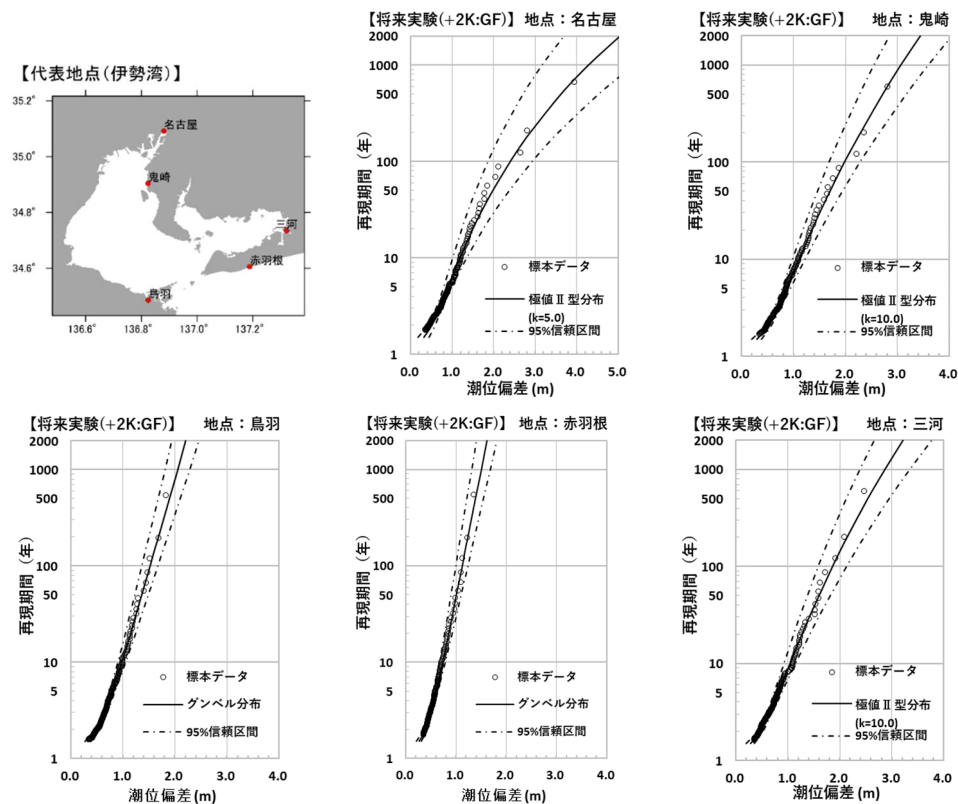 【代表地点(伊勢湾)】
35.2°
35.0°
34.8°
34.6°
136.6°
136.8°
137.0°
137.2°
名古屋
鬼崎
三河
赤羽根
鳥羽
【将来実験(+2K:GF)】 地点：名古屋
再現期間（年）
2000
1000
500
100
50
10
5
1
標本データ
極値Ⅱ型分布
(k=5.0)
95%信頼区間
0.0 1.0 2.0 3.0 4.0 5.0
潮位偏差(m)
【将来実験(+2K:GF)】 地点：鬼崎
再現期間（年）
2000
1000
500
100
50
10
5
1
標本データ
極値Ⅱ型分布
(k=10.0)
95%信頼区間
0.0 1.0 2.0 3.0 4.0
潮位偏差(m)
【将来実験(+2K:GF)】 地点：鳥羽
再現期間（年）
2000
1000
500
100
50
10
5
1
標本データ
グンベル分布
95%信頼区間
0.0 1.0 2.0 3.0 4.0
潮位偏差(m)
【将来実験(+2K:GF)】 地点：赤羽根
再現期間（年）
2000
1000
500
100
50
10
5
1
標本データ
グンベル分布
95%信頼区間
0.0 1.0 2.0 3.0 4.0
潮位偏差(m)
【将来実験(+2K:GF)】 地点：三河
再現期間（年）
2000
1000
500
100
50
10
5
1
標本データ
極値Ⅱ型分布
(k=10.0)
95%信頼区間
0.0 1.0 2.0 3.0 4.0
潮位偏差(m)